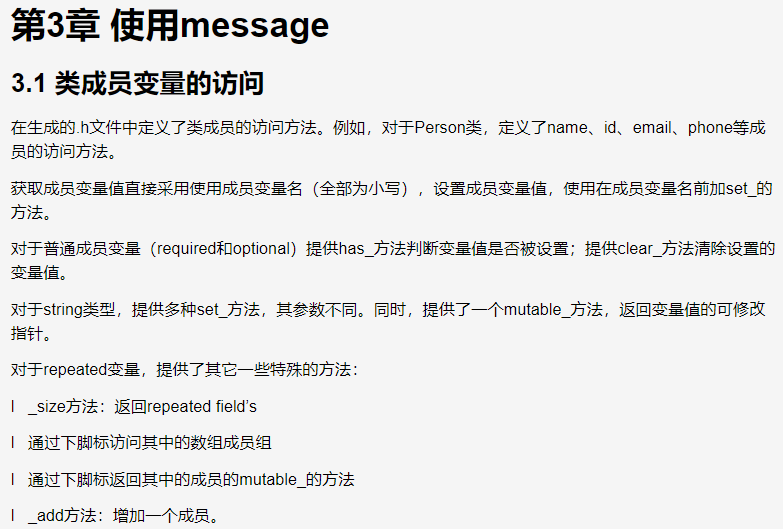 第3章 使用message
3.1 类成员变量的访问
在生成的.h文件中定义了类成员的访问方法。例如，对于Person类，定义了name、id、email、phone等成
员的访问方法。
获取成员变量值直接采用使用成员变量名（全部为小写），设置成员变量值，使用在成员变量名前加set_的
方法。
对于普通成员变量（required和optional）提供has_方法判断变量值是否被设置；提供clear_方法清除设置的
变量值。
对于string类型，提供多种set_方法，其参数不同。同时，提供了一个mutable_方法，返回变量值的可修改
指针。
对于repeated变量，提供了其它一些特殊的方法：
l _size方法：返回repeated field’s
l 通过下脚标访问其中的数组成员组
l 通过下脚标返回其中的成员的mutable_的方法
l _add方法：增加一个成员。